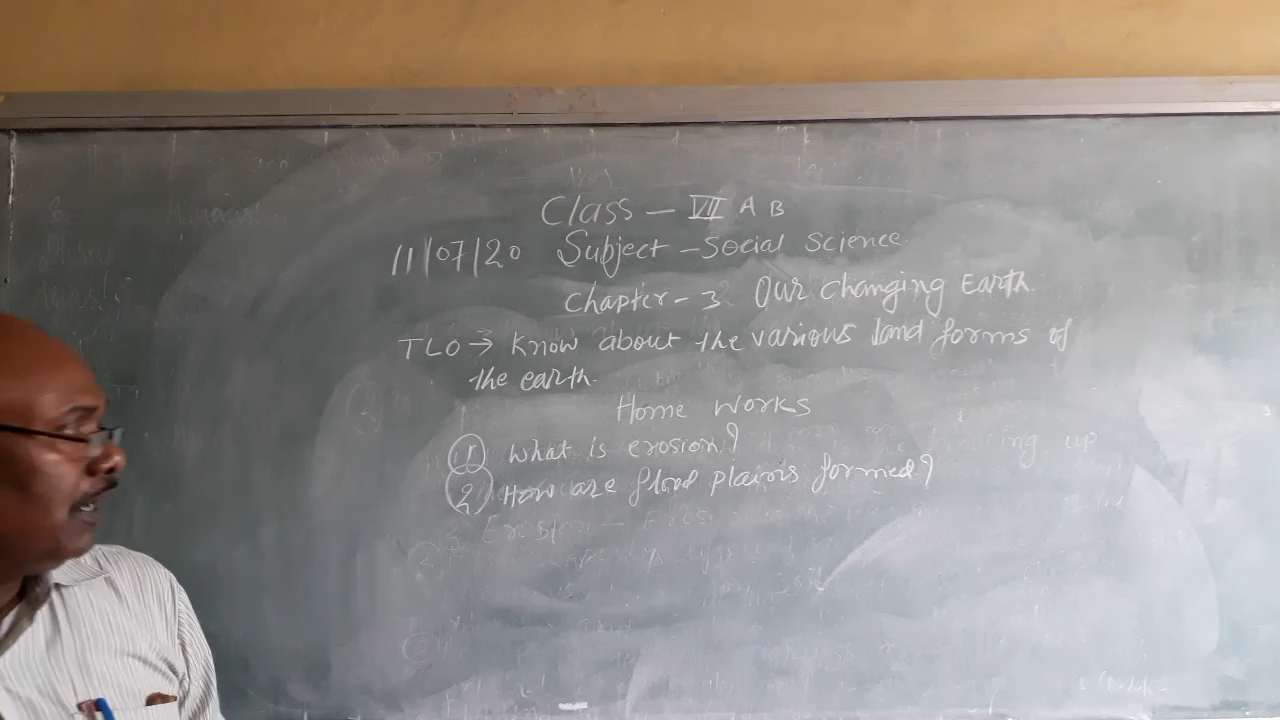 Class - VII A B
11/07/20 Subject - Social Science
Chapter - 3 Our Changing Earth.
TLO → Know about the various land forms of
the earth.
Home Works
① What is erosion?
② How are flood plains formed?